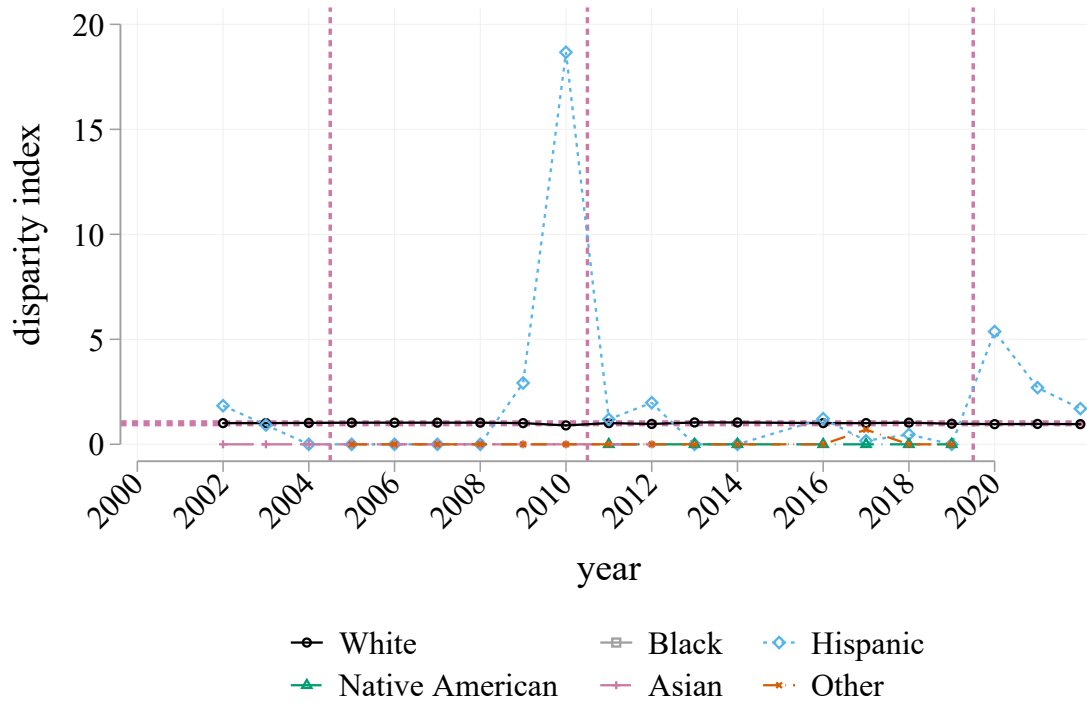 20
15
10
5
0
disparity index
2000
2002
2004
2006
2008
2010
2012
2014
2016
2018
2020
year
White
Black
Hispanic
Native American
Asian
Other